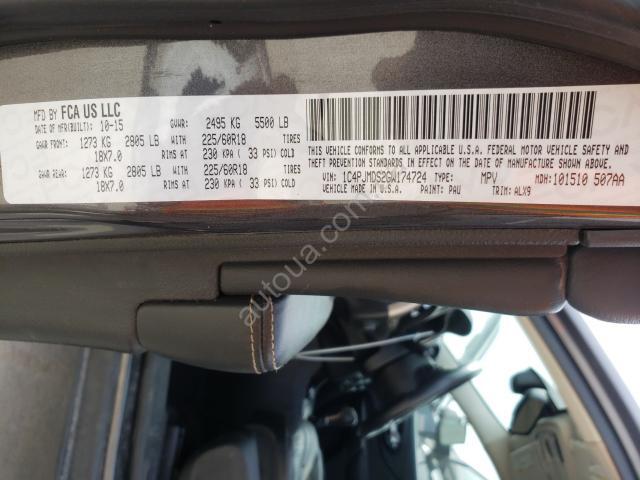 MFD BY FCA US LLC
DATE OF MFR(BUILT): 10-15 GVWR: 2495 KG 5500 LB
GAWR FRONT: 1273 KG 2805 LB WITH 225/60R18 TIRES
18X7.0 RIMS AT 230 KPA ( 33 PSI) COLD
GAWR REAR: 1273 KG 2805 LB WITH 225/60R18 TIRES
18X7.0 RIMS AT 230 KPA ( 33 PSI) COLD
THIS VEHICLE CONFORMS TO ALL APPLICABLE U.S.A. FEDERAL MOTOR VEHICLE
SAFETY, BUMPER, AND THEFT PREVENTION STANDARDS IN
EFFECT ON THE DATE OF MANUFACTURE SHOWN ABOVE.
VIN: 1C4PJMDS2GW174724 TYPE: MPV MDH: 101510 507AA
VEHICLE MADE IN U.S.A. PAINT: PAU TRIM: ALX9
autoua.com